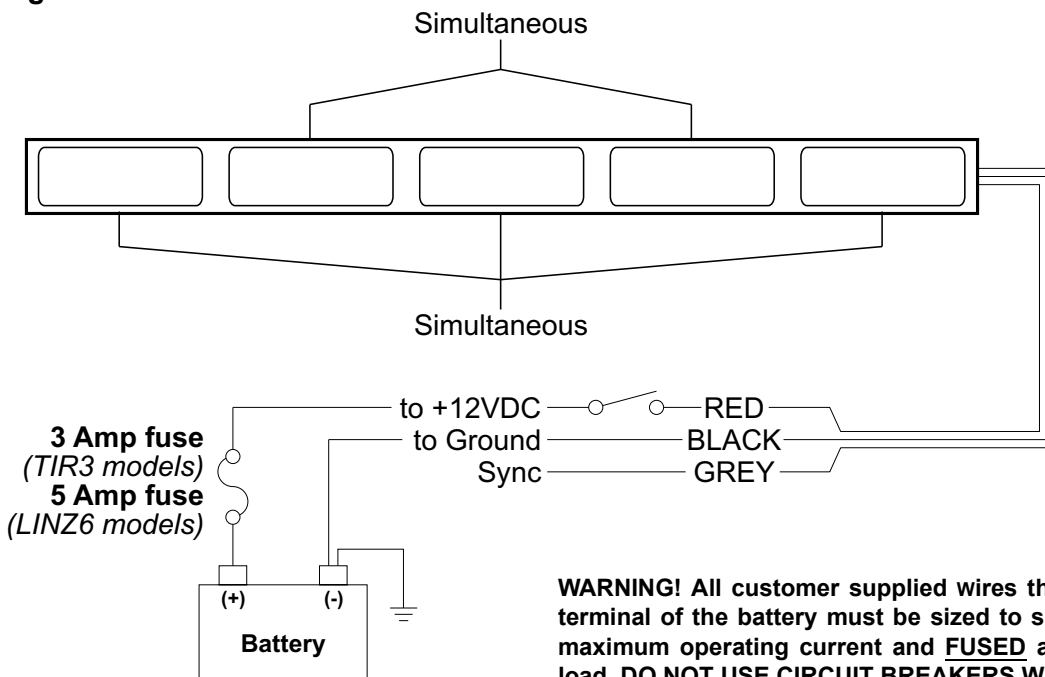 Simultaneous
Simultaneous
to +12VDC RED
to Ground BLACK
Sync GREY
3 Amp fuse
(TIR3 models)
5 Amp fuse
(LINZ6 models)
(+) (-)
Battery
WARNING! All customer supplied wires
terminal of the battery must be sized to
maximum operating current and FUSED
load. DO NOT USE CIRCUIT BREAKERS